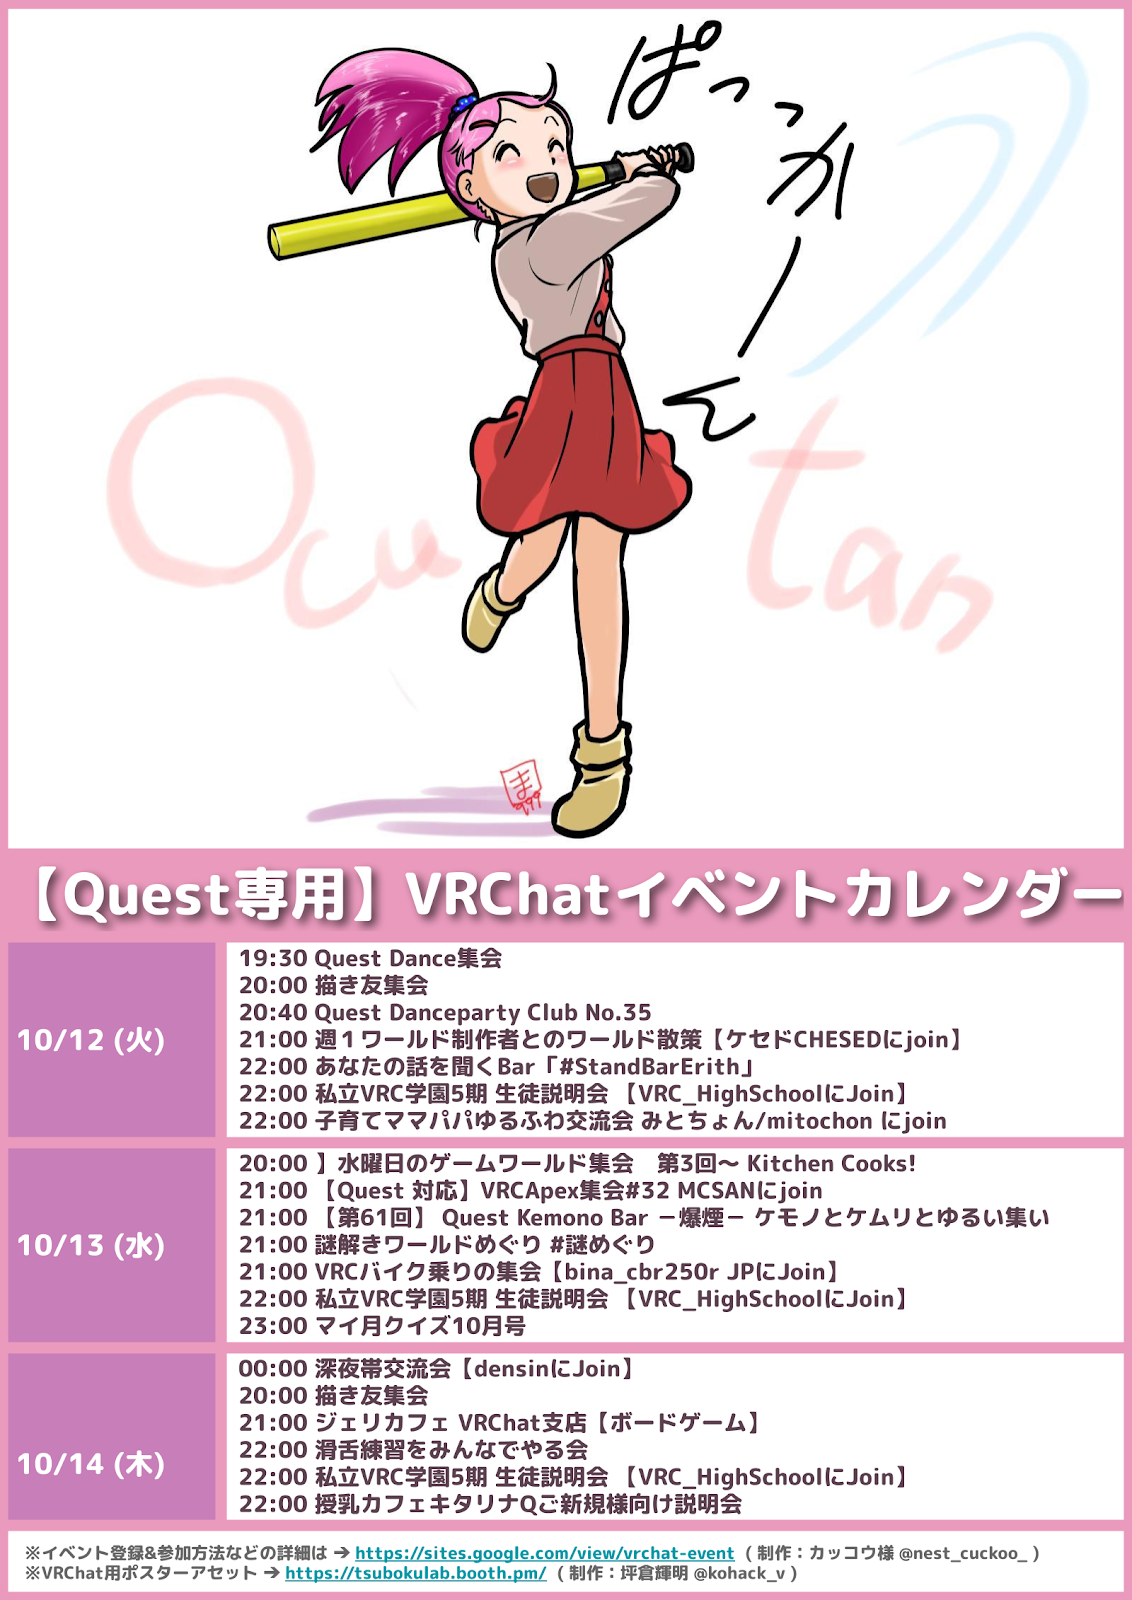 ぱっっかーん
Ocutan
ま
999
【Quest専用】VRChatイベントカレンダー
10/12 (火)
19:30 Quest Dance集会
20:00 描き友集会
20:40 Quest Danceparty Club No.35
21:00 週１ワールド制作者とのワールド散策【ケセドCHESEDにjoin】
22:00 あなたの話を聞くBar「#StandBarErith」
22:00 私立VRC学園5期 生徒説明会 【VRC_HighSchoolにJoin】
22:00 子育てママパパゆるふわ交流会 みとちょん/mitochon にjoin
10/13 (水)
20:00 】水曜日のゲームワールド集会　第3回～ Kitchen Cooks!
21:00 【Quest 対応】VRCApex集会#32 MCSANにjoin
21:00 【第61回】 Quest Kemono Bar －爆煙－ ケモノとケムリとゆるい集い
21:00 謎解きワールドめぐり #謎めぐり
21:00 VRCバイク乗りの集会【bina_cbr250r JPにJoin】
22:00 私立VRC学園5期 生徒説明会 【VRC_HighSchoolにJoin】
23:00 マイ月クイズ10月号
10/14 (木)
00:00 深夜帯交流会【densinにJoin】
20:00 描き友集会
21:00 ジェリカフェ VRChat支店【ボードゲーム】
22:00 滑舌練習をみんなでやる会
22:00 私立VRC学園5期 生徒説明会 【VRC_HighSchoolにJoin】
22:00 授乳カフェキタリナQご新規様向け説明会
※イベント登録&参加方法などの詳細は ➔ https://sites.google.com/view/vrchat-event ( 制作：カッコウ様 @nest_cuckoo_ )
※VRChat用ポスターアセット ➔ https://tsubokulab.booth.pm/ ( 制作：坪倉輝明 @kohack_v )